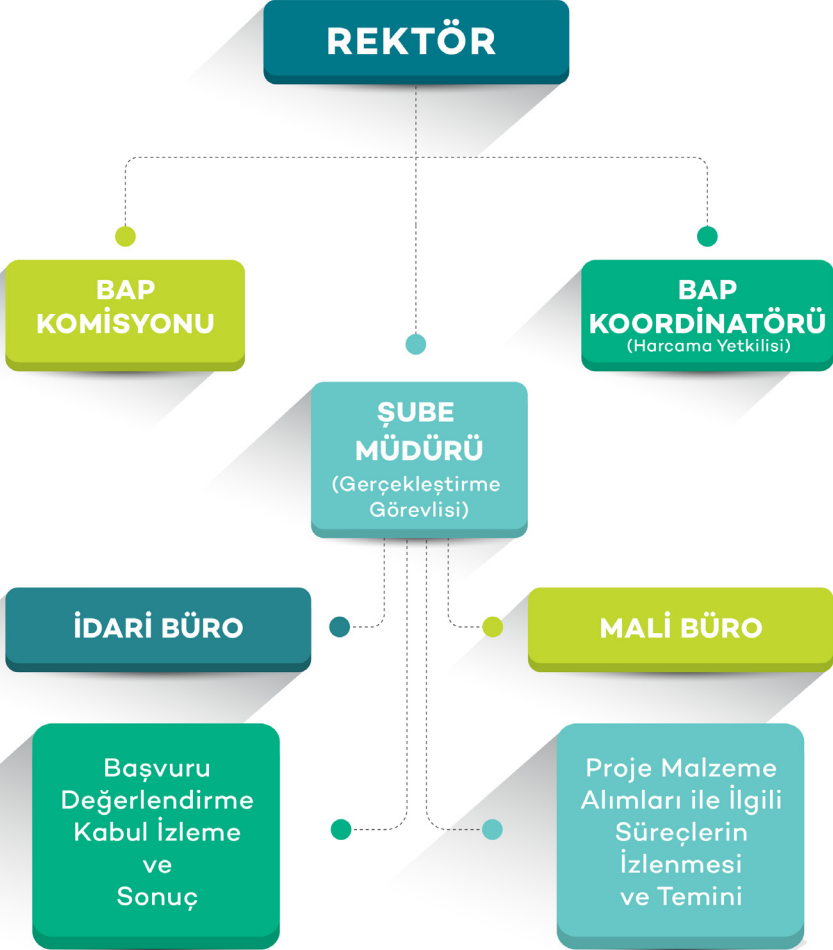 REKTÖR
BAP
KOMİSYONU
BAP
KOORDİNATÖRÜ
(Harcama Yetkilisi)
ŞUBE
MÜDÜRÜ
(Gerçekleştirme
Görevlisi)
İDARİ BÜRO
MALİ BÜRO
Başvuru
Değerlendirme
Kabul İzleme
ve
Sonuç
Proje Malzeme
Alımları ile İlgili
Süreçlerin
İzlenmesi
ve Temini